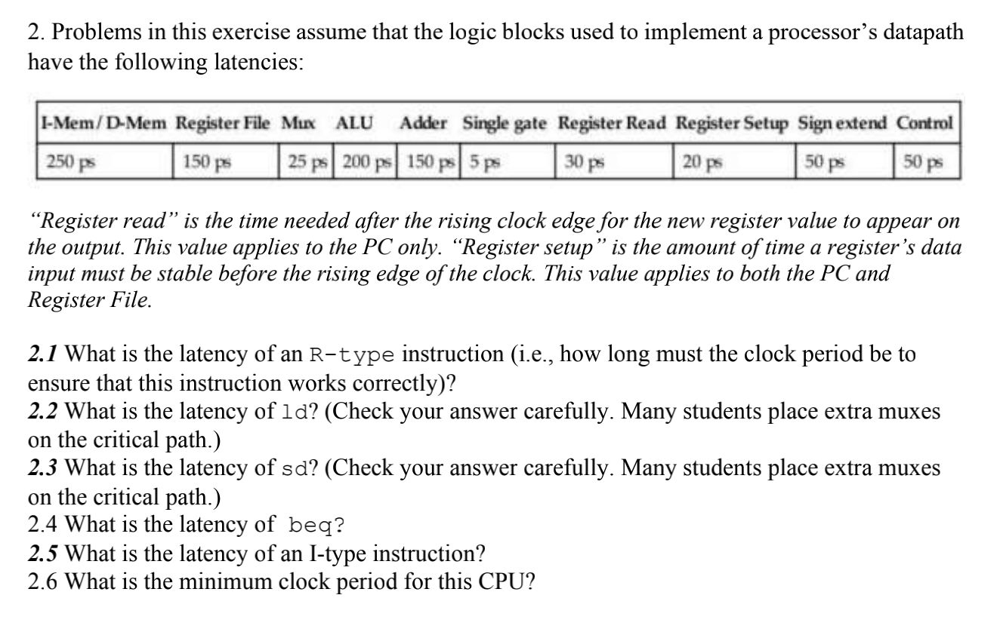 2. Problems in this exercise assume that the logic blocks used to implement a processor’s datapath
have the following latencies:
I-Mem/ D-Mem Register File Mux ALU Adder Single gate Register Read Register Setup Sign extend Control
250 ps 150 ps 25 ps 200 ps 150 ps 5 ps 30 ps 20 ps 50 ps 50 ps
“Register read” is the time needed after the rising clock edge for the new register value to appear on
the output. This value applies to the PC only. “Register setup” is the amount of time a register’s data
input must be stable before the rising edge of the clock. This value applies to both the PC and
Register File.
2.1 What is the latency of an R-type instruction (i.e., how long must the clock period be to
ensure that this instruction works correctly)?
2.2 What is the latency of ld? (Check your answer carefully. Many students place extra muxes
on the critical path.)
2.3 What is the latency of sd? (Check your answer carefully. Many students place extra muxes
on the critical path.)
2.4 What is the latency of beq?
2.5 What is the latency of an I-type instruction?
2.6 What is the minimum clock period for this CPU?